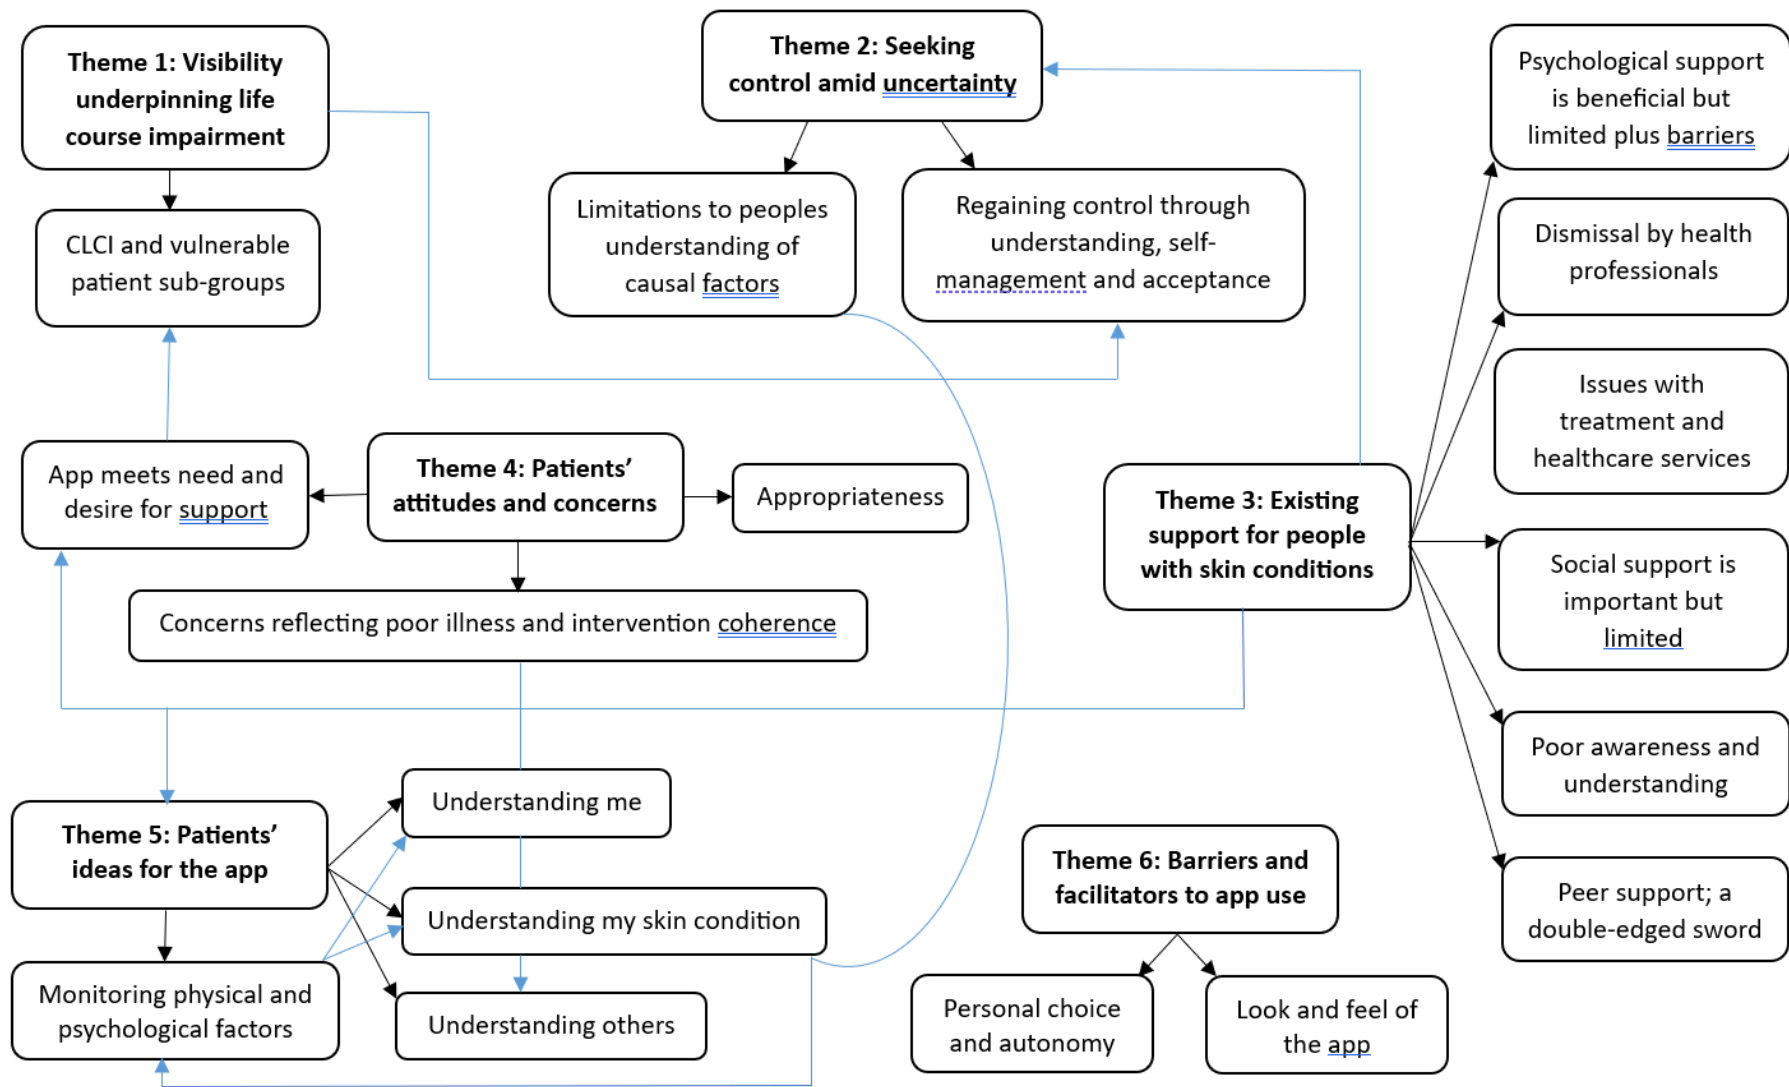 Theme 1: Visibility
underpinning life
course impairment
CLCI and vulnerable
patient sub-groups
Theme 2: Seeking
control amid uncertainty
Limitations to peoples
understanding of
causal factors
Regaining control through
understanding, self-
management and acceptance
Psychological support
is beneficial but
limited plus barriers
Dismissal by health
professionals
Issues with
treatment and
healthcare services
Theme 3: Existing
support for people
with skin conditions
Social support is
important but
limited
Poor awareness and
understanding
Peer support; a
double-edged sword
App meets need and
desire for support
Theme 4: Patients’
attitudes and concerns
Appropriateness
Concerns reflecting poor illness and intervention coherence
Theme 5: Patients’
ideas for the app
Understanding me
Understanding my skin condition
Understanding others
Monitoring physical and
psychological factors
Theme 6: Barriers and
facilitators to app use
Personal choice
and autonomy
Look and feel of
the app